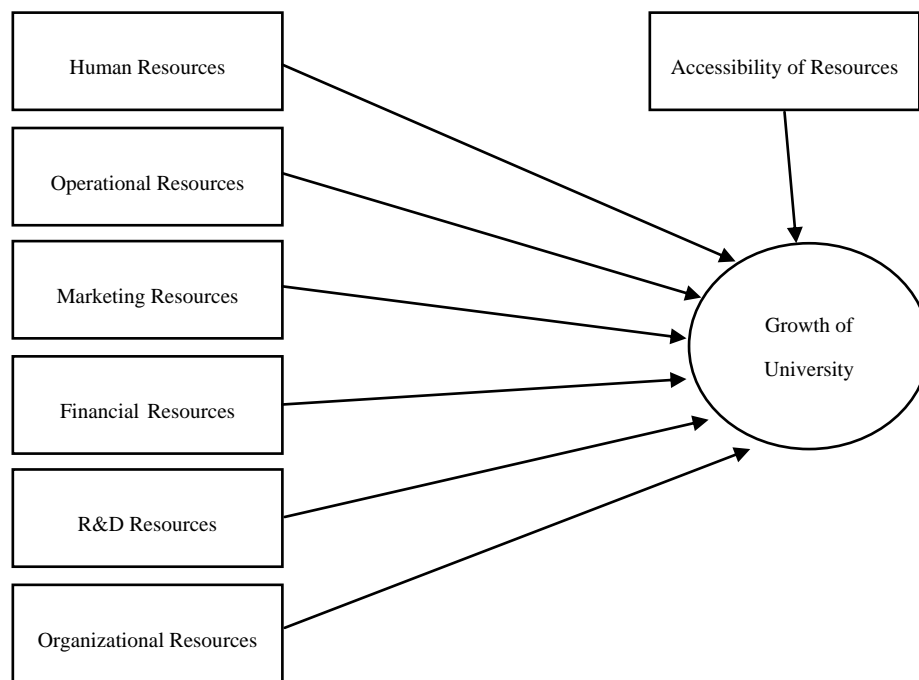 Human Resources
Accessibility of Resources
Operational Resources
Marketing Resources
Growth of
University
Financial Resources
R&D Resources
Organizational Resources